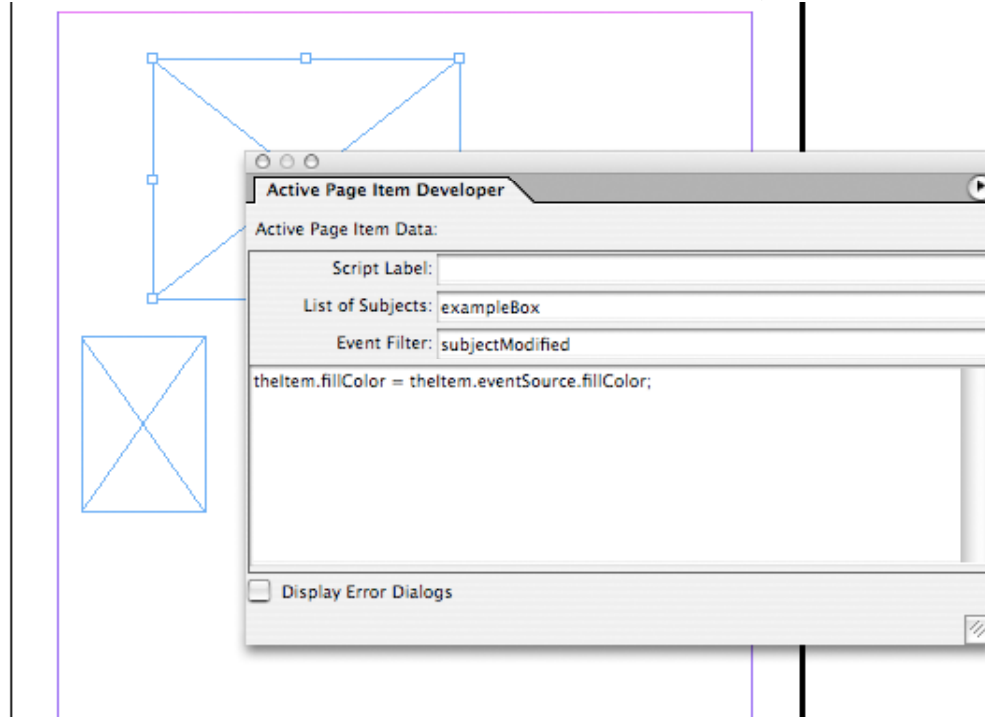 Active Page Item Developer
Active Page Item Data:
Script Label:
List of Subjects: exampleBox
Event Filter: subjectModified
theItem.fillColor = theItem.eventSource.fillColor;
Display Error Dialogs